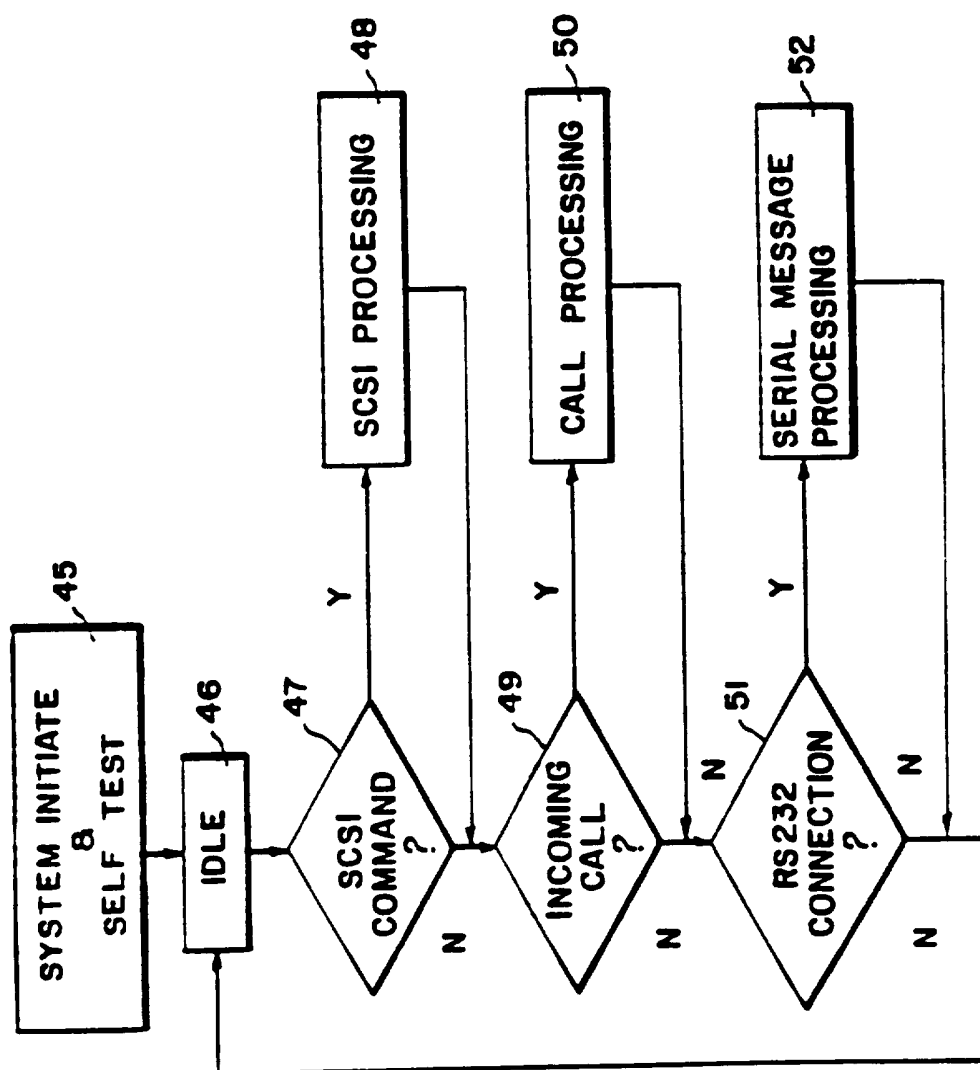 SYSTEM INITIATE
&
SELF TEST
45
IDLE
46
SCSI
COMMAND
?
47
Y
SCSI PROCESSING
48
N
INCOMING
CALL
?
49
Y
CALL PROCESSING
50
N
N
RS232
CONNECTION
?
51
Y
SERIAL MESSAGE
PROCESSING
52
N
N